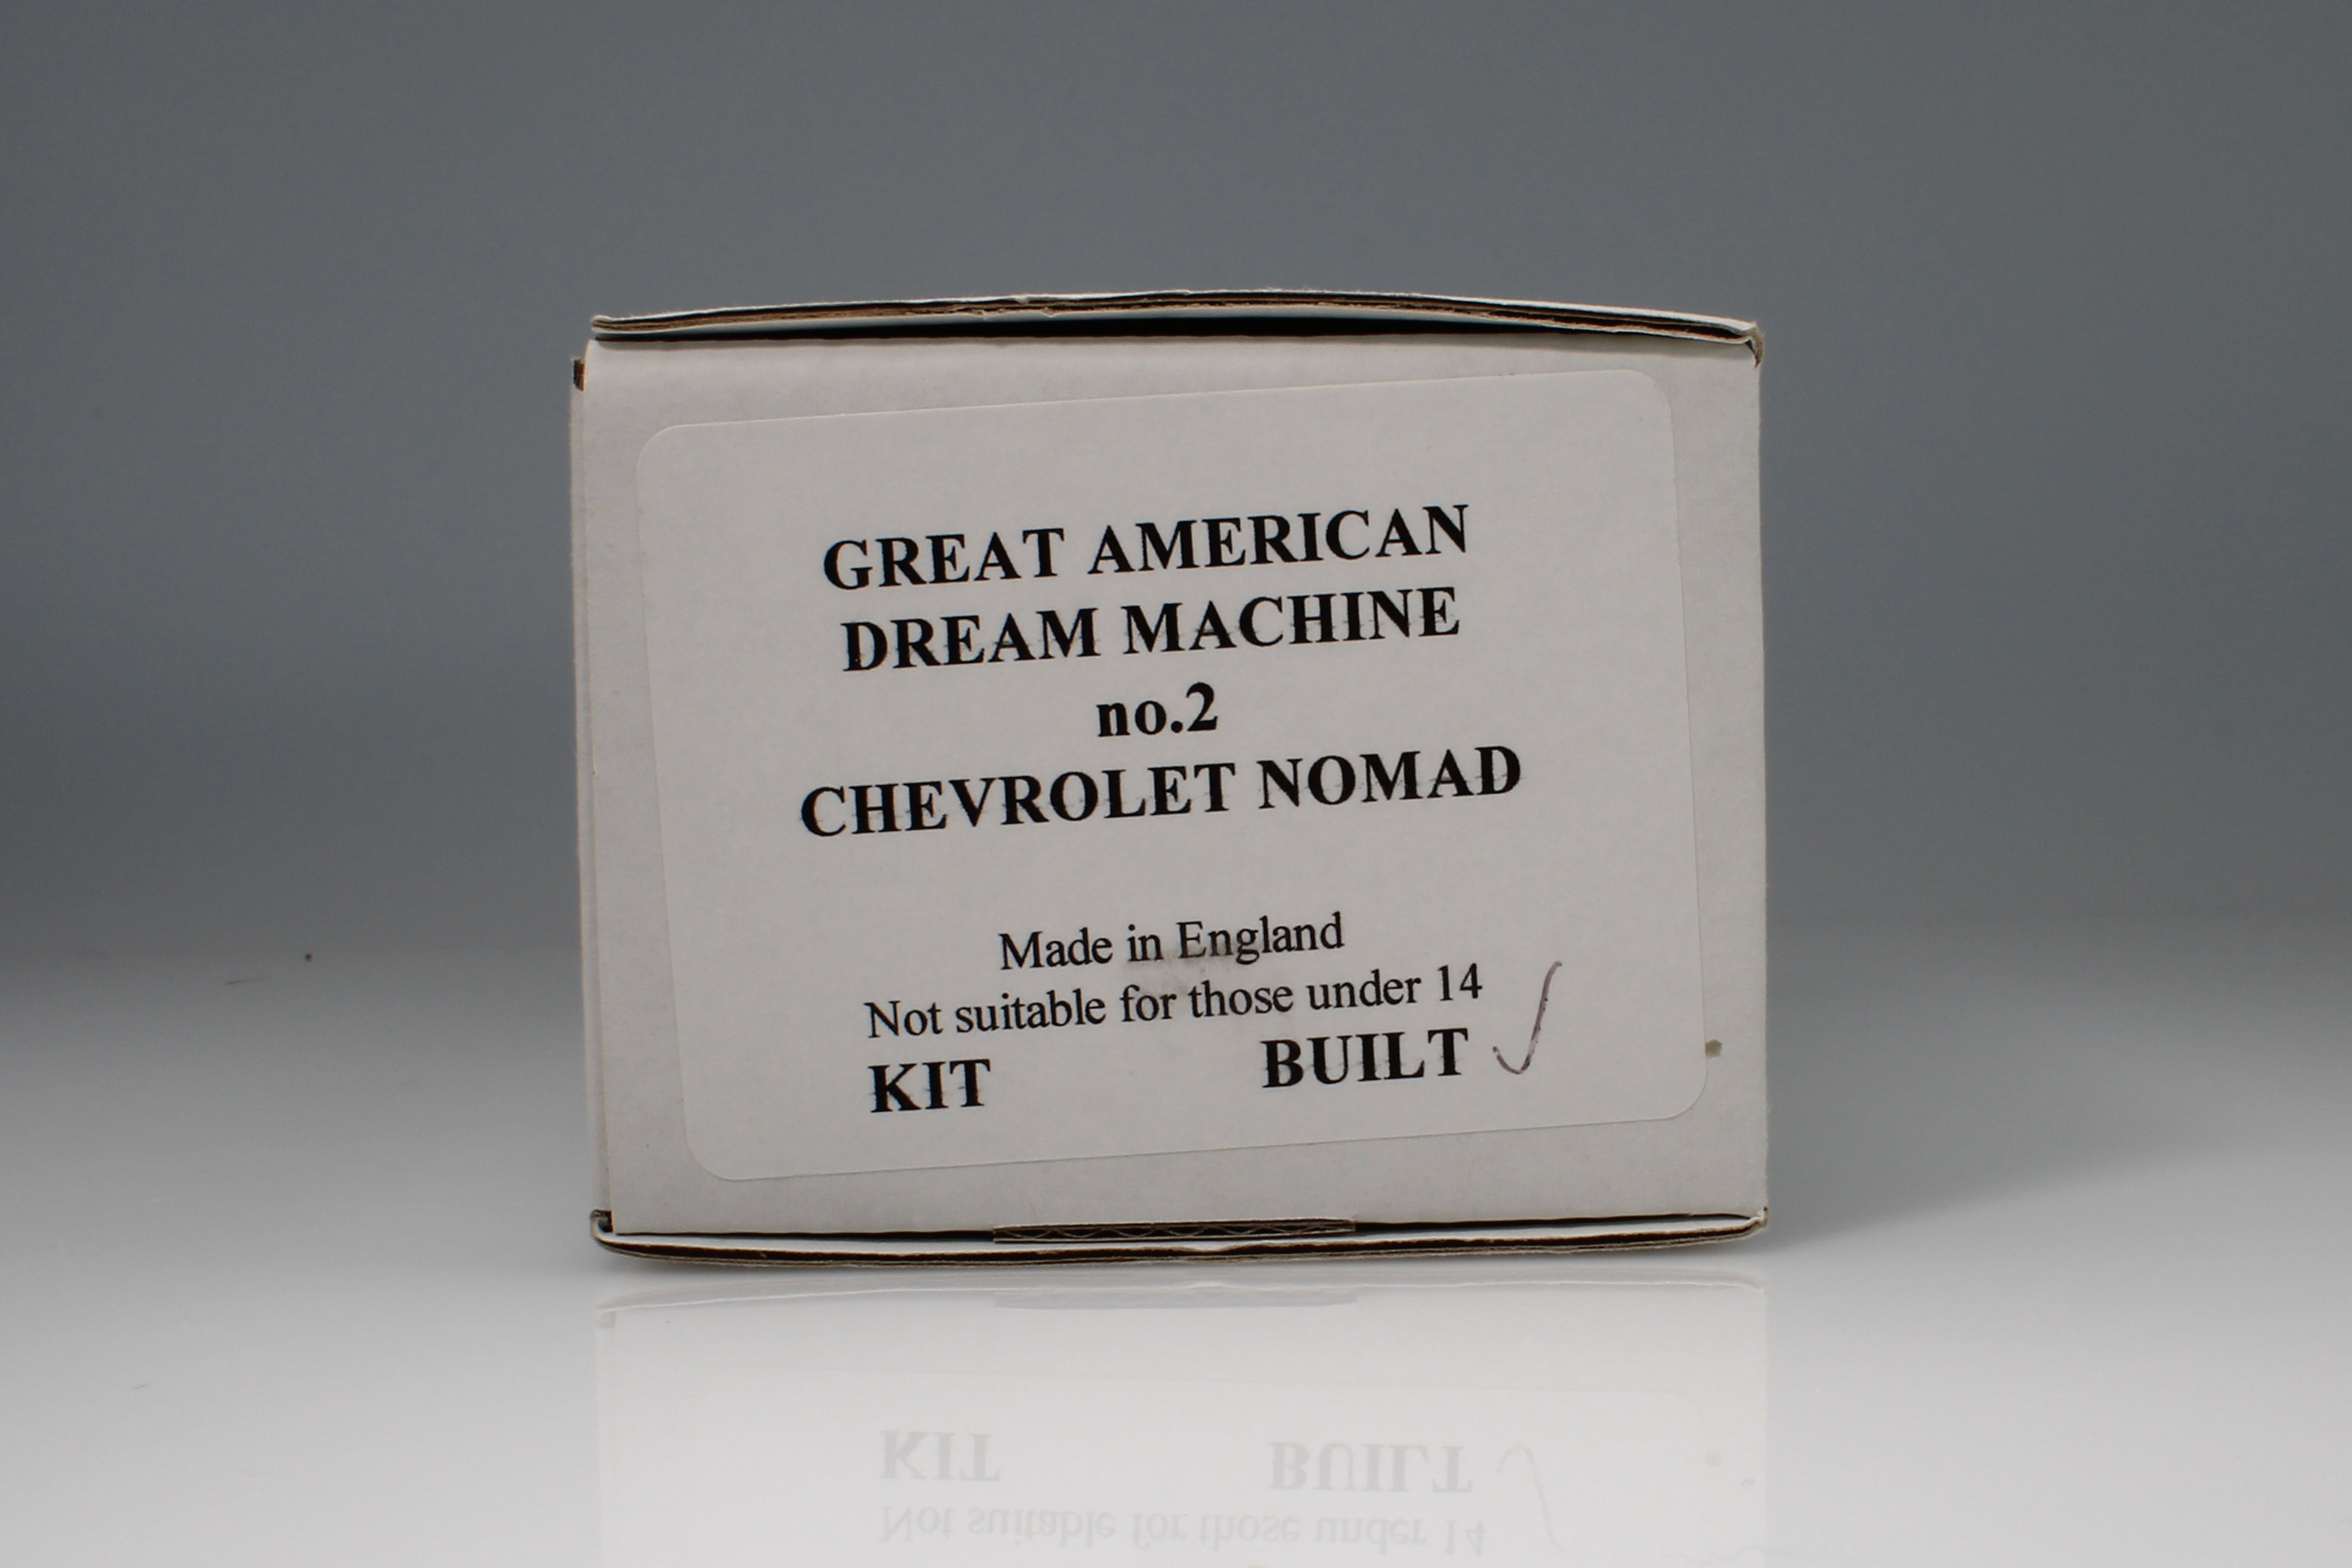 GREAT AMERICAN
DREAM MACHINE
no.2
CHEVROLET NOMAD
Made in England
Not suitable for those under 14
KIT BUILT ✓